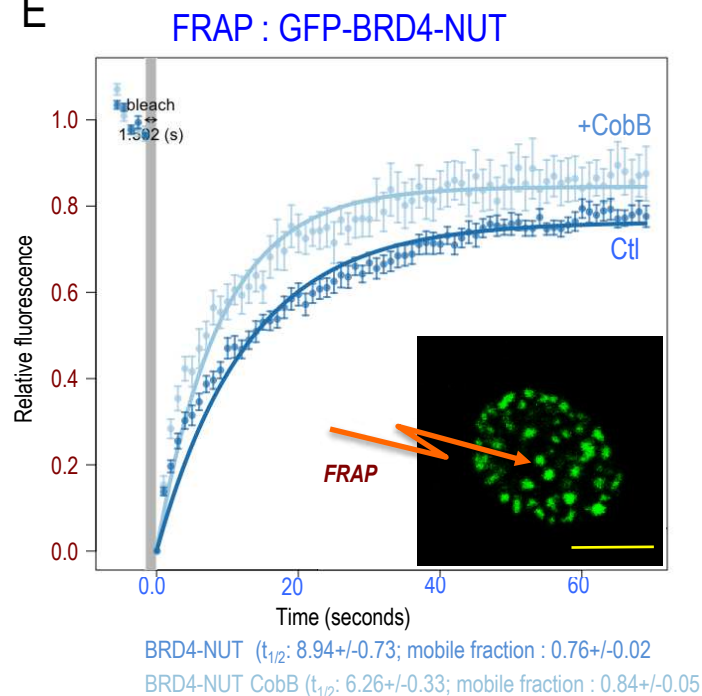 E
FRAP : GFP-BRD4-NUT
bleach
1.0
+CobB
0.8
Ctl
0.6
0.4
0.2
FRAP
0.0
Relative fluorescence
0.0 20 40 60
Time (seconds)
BRD4-NUT (t1/2: 8.94+/-0.73; mobile fraction : 0.76+/-0.02
BRD4-NUT CobB (t1/2: 6.26+/-0.33; mobile fraction : 0.84+/-0.05